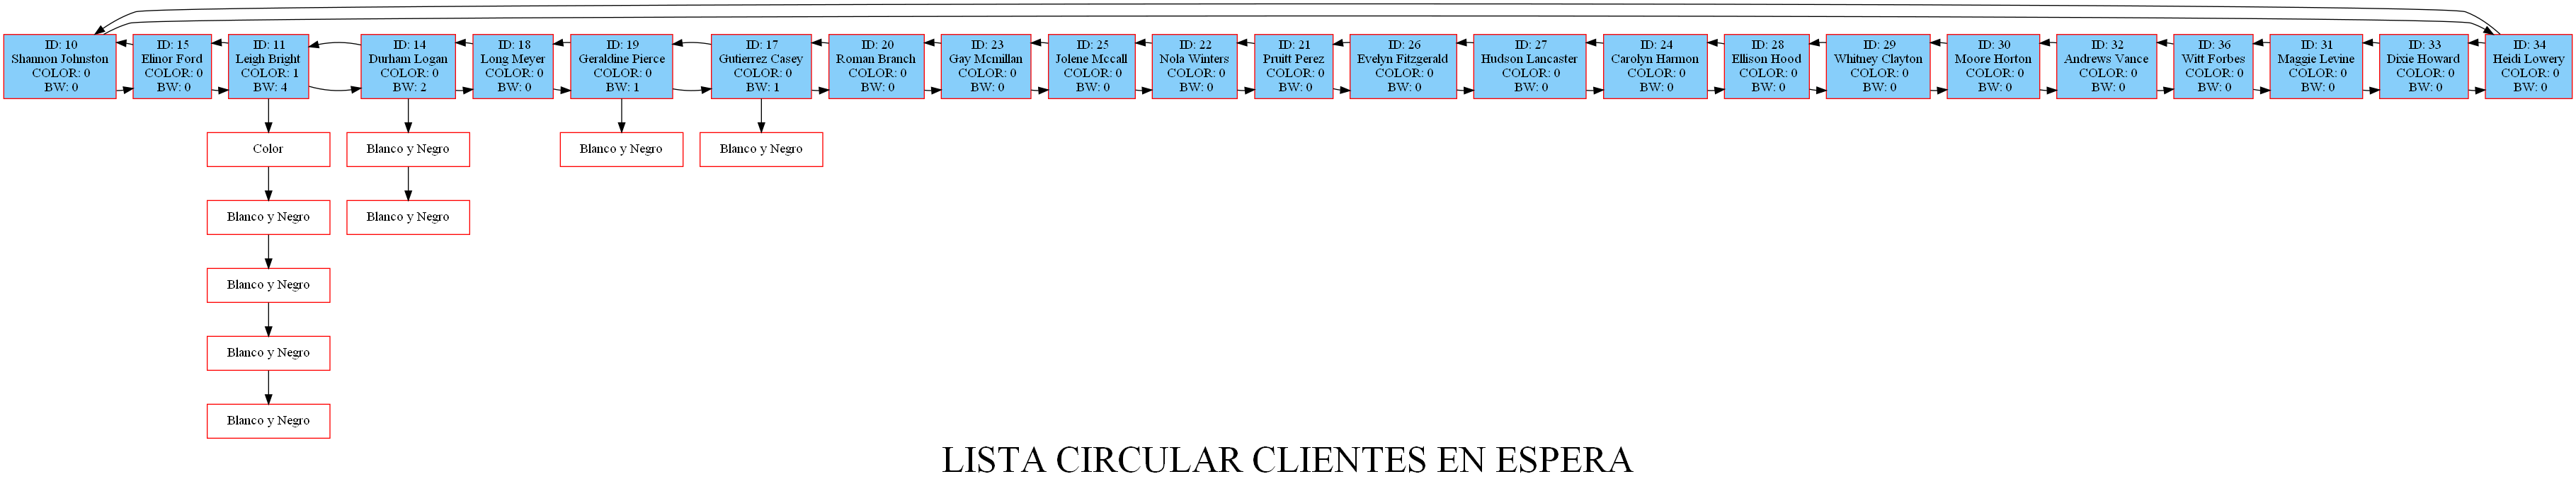 ID: 10
Shannon Johnston
COLOR: 0
BW: 0
ID: 15
Elinor Ford
COLOR: 0
BW: 0
ID: 11
Leigh Bright
COLOR: 1
BW: 4
ID: 14
Durham Logan
COLOR: 0
BW: 2
ID: 18
Long Meyer
COLOR: 0
BW: 0
ID: 19
Geraldine Pierce
COLOR: 0
BW: 1
ID: 17
Gutierrez Casey
COLOR: 0
BW: 1
ID: 20
Roman Branch
COLOR: 0
BW: 0
ID: 23
Gay Mcmillan
COLOR: 0
BW: 0
ID: 25
Jolene Mccall
COLOR: 0
BW: 0
ID: 22
Nola Winters
COLOR: 0
BW: 0
ID: 21
Pruitt Perez
COLOR: 0
BW: 0
ID: 26
Evelyn Fitzgerald
COLOR: 0
BW: 0
ID: 27
Hudson Lancaster
COLOR: 0
BW: 0
ID: 24
Carolyn Harmon
COLOR: 0
BW: 0
ID: 28
Ellison Hood
COLOR: 0
BW: 0
ID: 29
Whitney Clayton
COLOR: 0
BW: 0
ID: 30
Moore Horton
COLOR: 0
BW: 0
ID: 32
Andrews Vance
COLOR: 0
BW: 0
ID: 36
Witt Forbes
COLOR: 0
BW: 0
ID: 31
Maggie Levine
COLOR: 0
BW: 0
ID: 33
Dixie Howard
COLOR: 0
BW: 0
ID: 34
Heidi Lowery
COLOR: 0
BW: 0
Color
Blanco y Negro
Blanco y Negro
Blanco y Negro
Blanco y Negro
Blanco y Negro
Blanco y Negro
Blanco y Negro
Blanco y Negro
LISTA CIRCULAR CLIENTES EN ESPERA